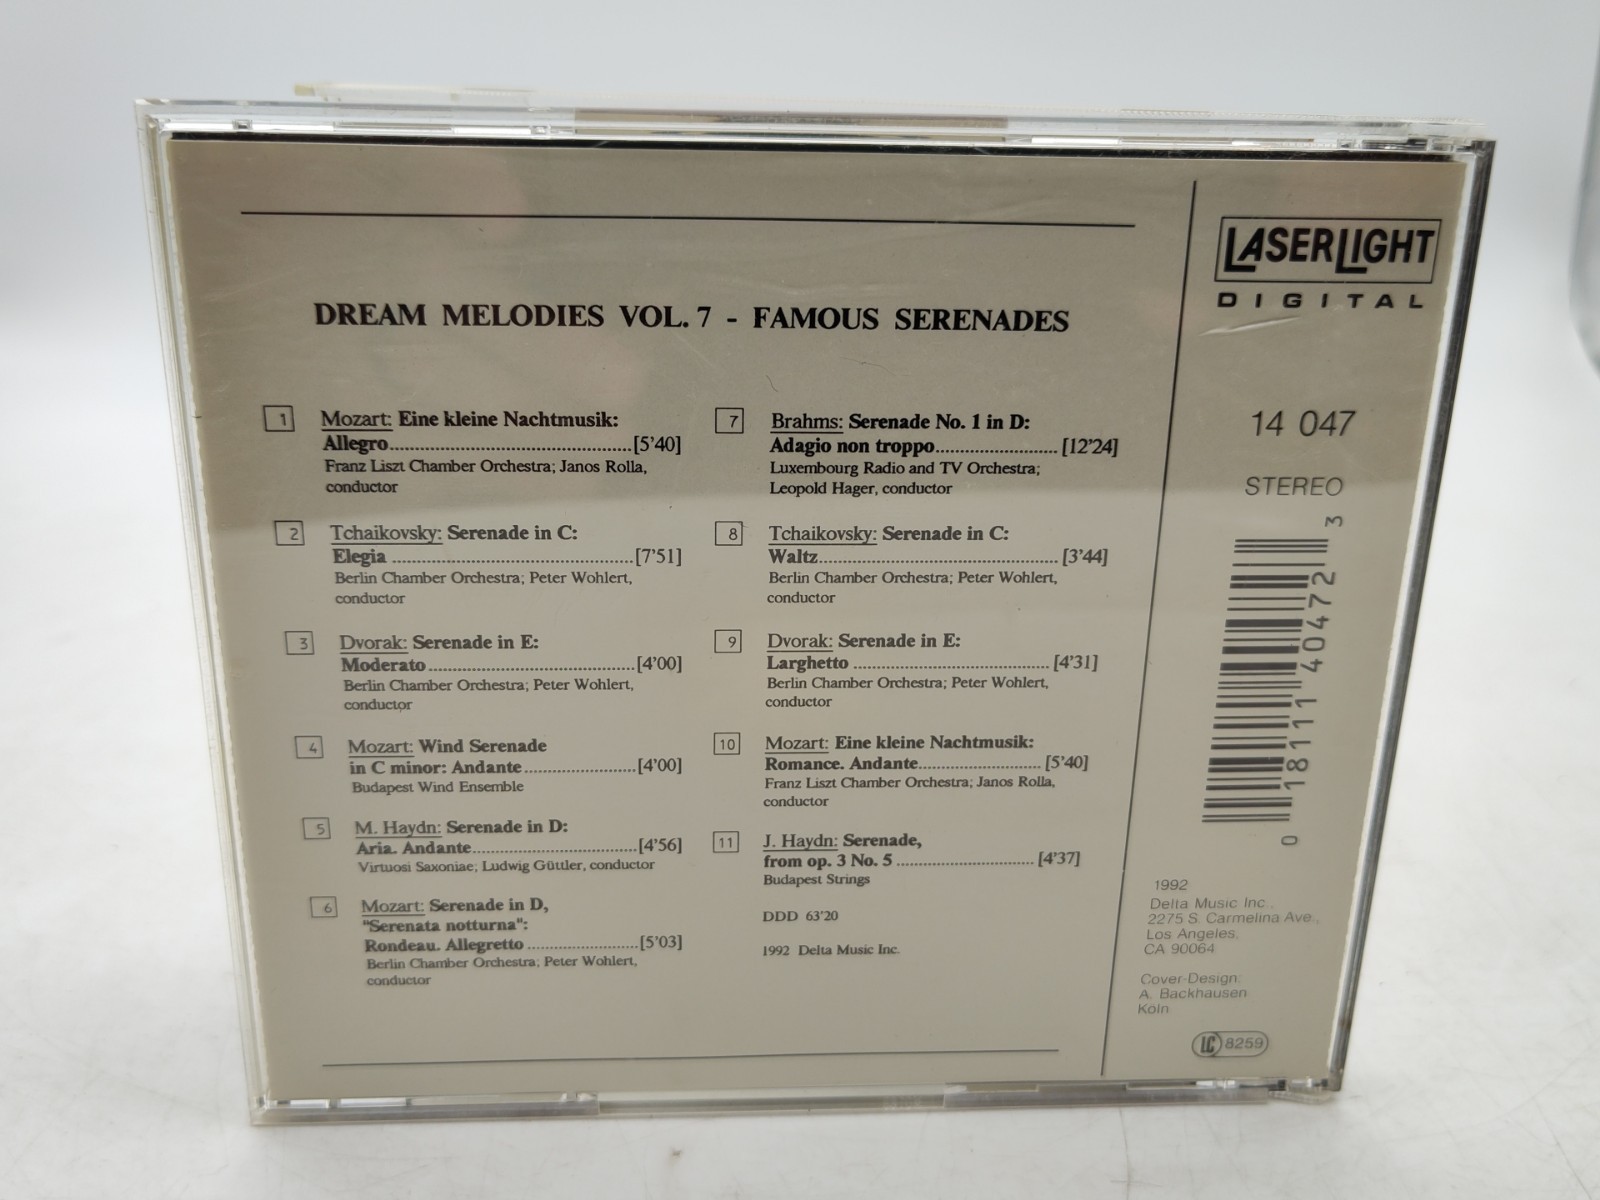 DREAM MELODIES VOL. 7 - FAMOUS SERENADES
1 Mozart: Eine kleine Nachtmusik:
Allegro..............................[5'40]
Franz Liszt Chamber Orchestra; Janos Rolla,
conductor
2 Tchaikovsky: Serenade in C:
Elegia ..............................[7'51]
Berlin Chamber Orchestra; Peter Wohlert,
conductor
3 Dvorak: Serenade in E:
Moderato..............................[4'00]
Berlin Chamber Orchestra; Peter Wohlert,
conductor
4 Mozart: Wind Serenade
in C minor: Andante....................[4'00]
Budapest Wind Ensemble
5 M. Haydn: Serenade in D:
Aria. Andante..............................[4'56]
Virtuosi Saxoniae; Ludwig Güttler, conductor
6 Mozart: Serenade in D,
"Serenata notturna":
Rondeau. Allegretto ....................[5'03]
Berlin Chamber Orchestra; Peter Wohlert,
conductor
7 Brahms: Serenade No. 1 in D:
Adagio non troppo....................[12'24]
Luxembourg Radio and TV Orchestra;
Leopold Hager, conductor
8 Tchaikovsky: Serenade in C:
Waltz..............................[3'44]
Berlin Chamber Orchestra; Peter Wohlert,
conductor
9 Dvorak: Serenade in E:
Larghetto ..............................[4'31]
Berlin Chamber Orchestra; Peter Wohlert,
conductor
10 Mozart: Eine kleine Nachtmusik:
Romance. Andante....................[5'40]
Franz Liszt Chamber Orchestra; Janos Rolla,
conductor
11 J. Haydn: Serenade,
from op. 3 No. 5 ....................[4'37]
Budapest Strings
DDD 63'20
1992 Delta Music Inc.
LASERLIGHT
DIGITAL
14 047
STEREO
0 18111 40472 3
1992
Delta Music Inc.,
2275 S. Carmelina Ave.,
Los Angeles,
CA 90064
Cover-Design:
A. Backhausen
Köln
LC 8259